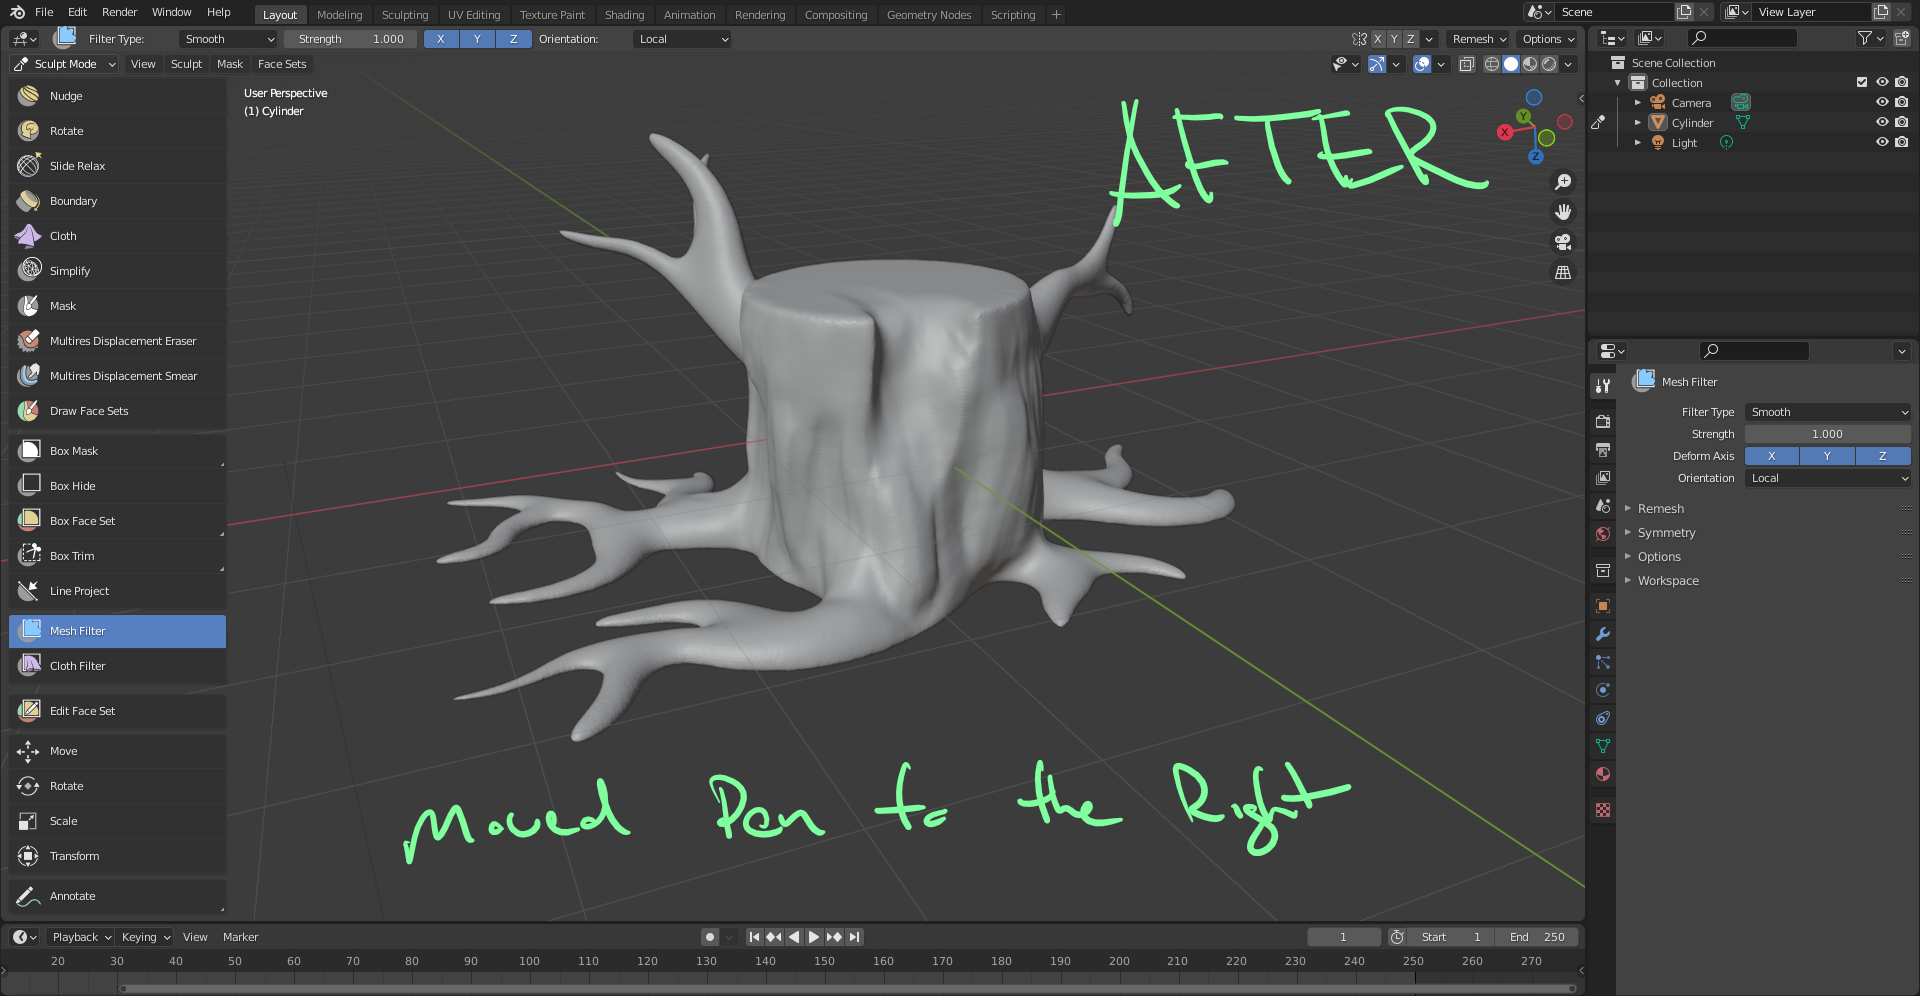 File Edit Render Window Help Layout Modeling Sculpting UV Editing Texture Paint Shading Animation Rendering Compositing Geometry Nodes Scripting + Scene View Layer
Filter Type: Smooth Strength 1.000 X Y Z Orientation: Local X Y Z Remesh Options
Sculpt Mode View Sculpt Mask Face Sets
User Perspective
(1) Cylinder
AFTER
X
Y
Z
Nudge
Rotate
Slide Relax
Boundary
Cloth
Simplify
Mask
Multires Displacement Eraser
Multires Displacement Smear
Draw Face Sets
Box Mask
Box Hide
Box Face Set
Box Trim
Line Project
Mesh Filter
Cloth Filter
Edit Face Set
Move
Rotate
Scale
Transform
Annotate
Moved Pen to the Right
Scene Collection
Collection
Camera
Cylinder
Light
Mesh Filter
Filter Type Smooth
Strength 1.000
Deform Axis X Y Z
Orientation Local
Remesh
Symmetry
Options
Workspace
Playback Keying View Marker 1 Start 1 End 250
20 30 40 50 60 70 80 90 100 110 120 130 140 150 160 170 180 190 200 210 220 230 240 250 260 270